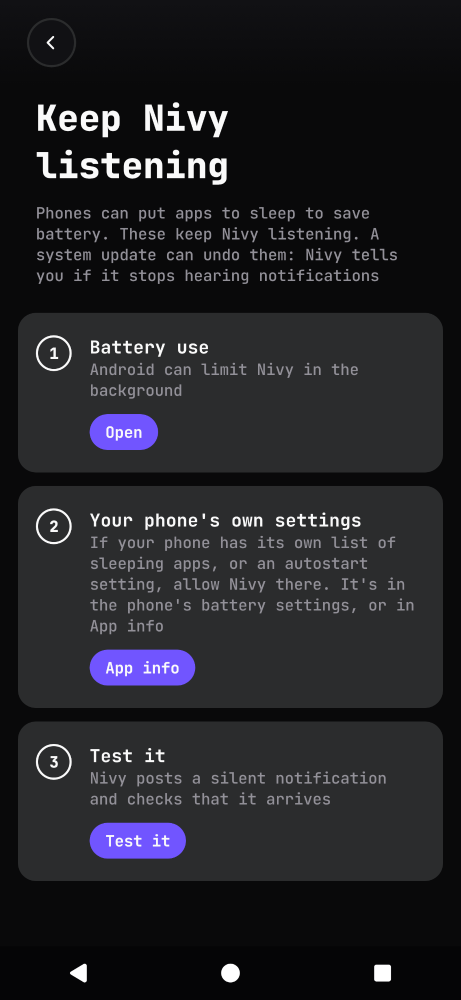 Keep Nivy
listening
Phones can put apps to sleep to save
battery. These keep Nivy listening. A
system update can undo them: Nivy tells
you if it stops hearing notifications
1
Battery use
Android can limit Nivy in the
background
Open
2
Your phone's own settings
If your phone has its own list of
sleeping apps, or an autostart
setting, allow Nivy there. It's in
the phone's battery settings, or in
App info
App info
3
Test it
Nivy posts a silent notification
and checks that it arrives
Test it